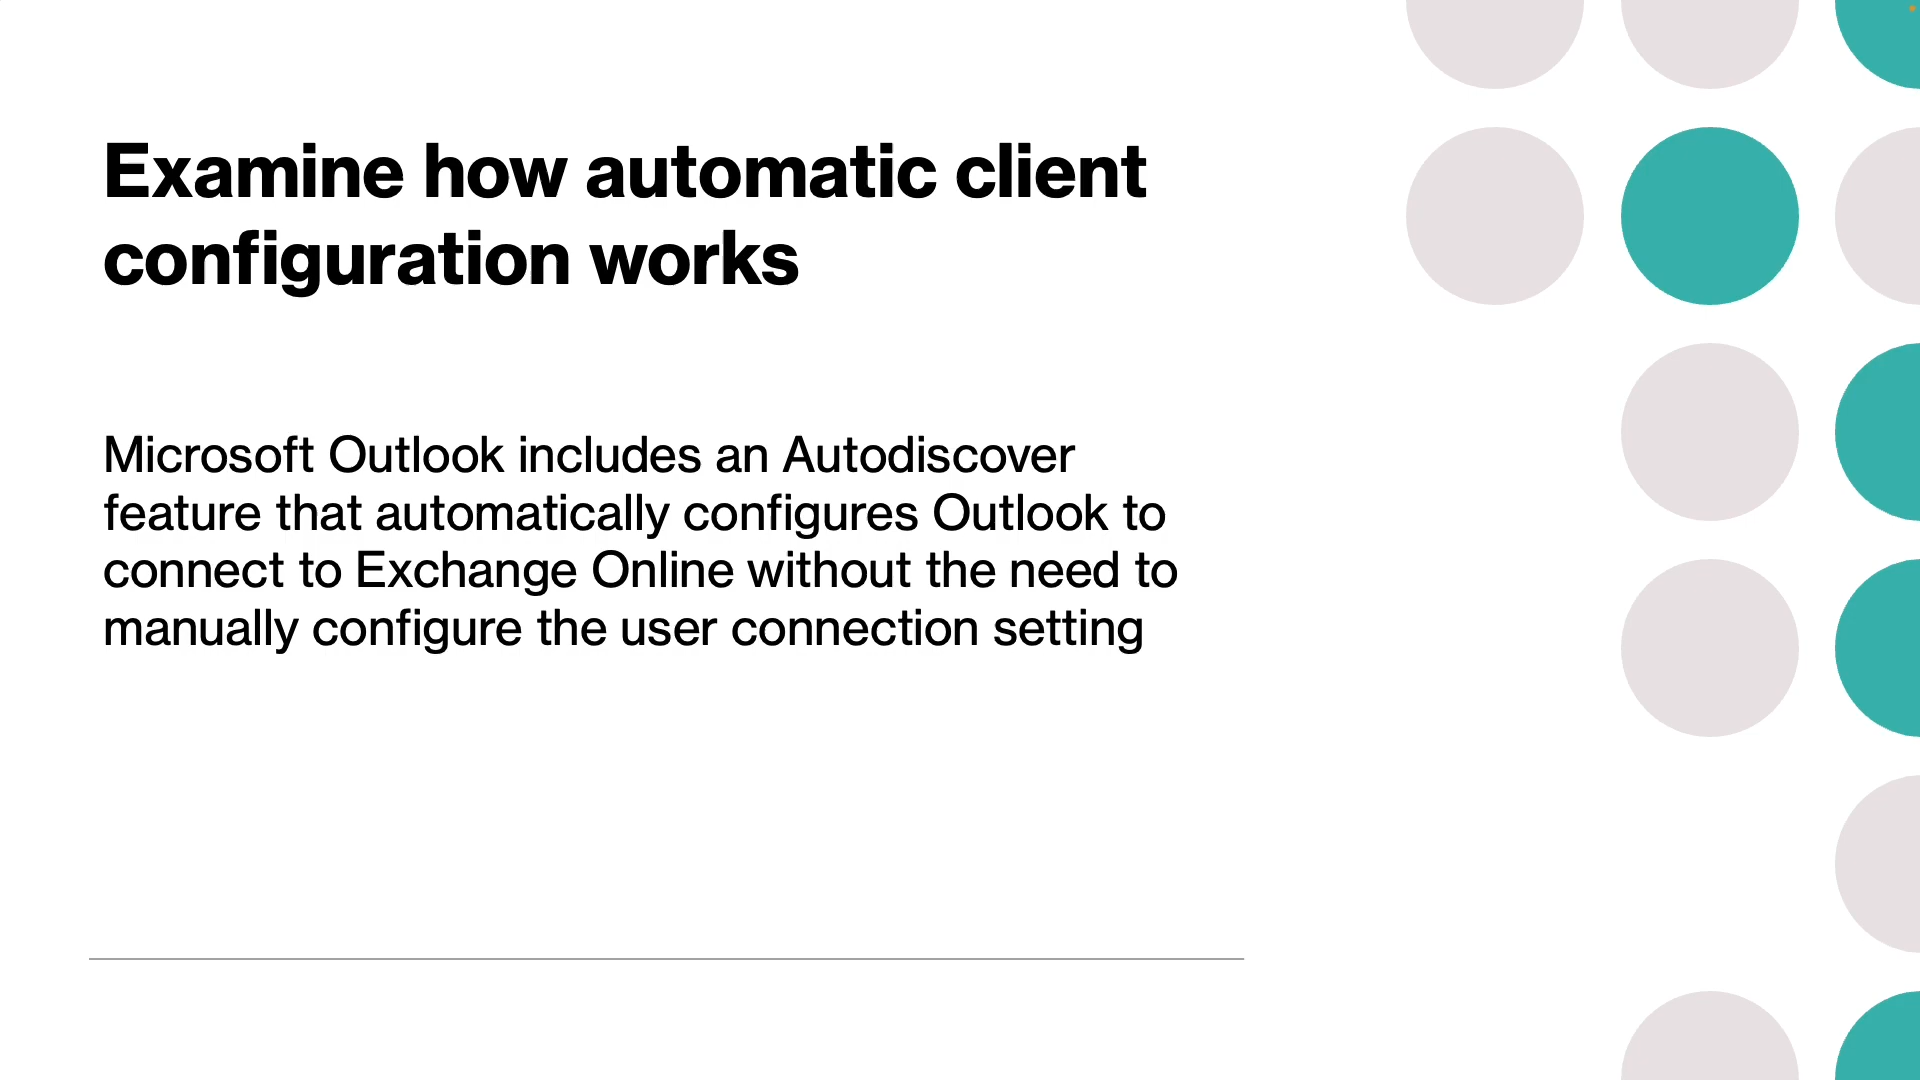 Examine how automatic client
configuration works
Microsoft Outlook includes an Autodiscover
feature that automatically configures Outlook to
connect to Exchange Online without the need to
manually configure the user connection setting